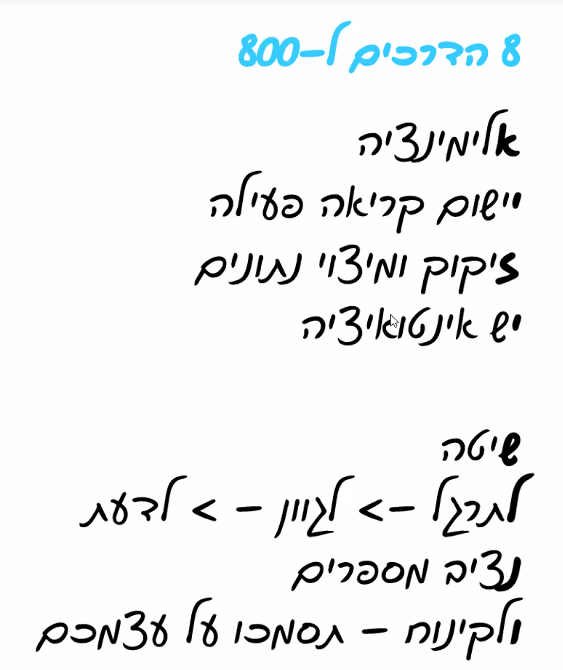 8 הדרכים ל-800
אלימינציה
יישום קריאה פעילה
זיקוק ומיצוי נתונים
יש אינטואיציה
שיטה
לתרגל -> לגוון - > לדעת
נציב מספרים
ולקינוח - תסמכו על עצמכם